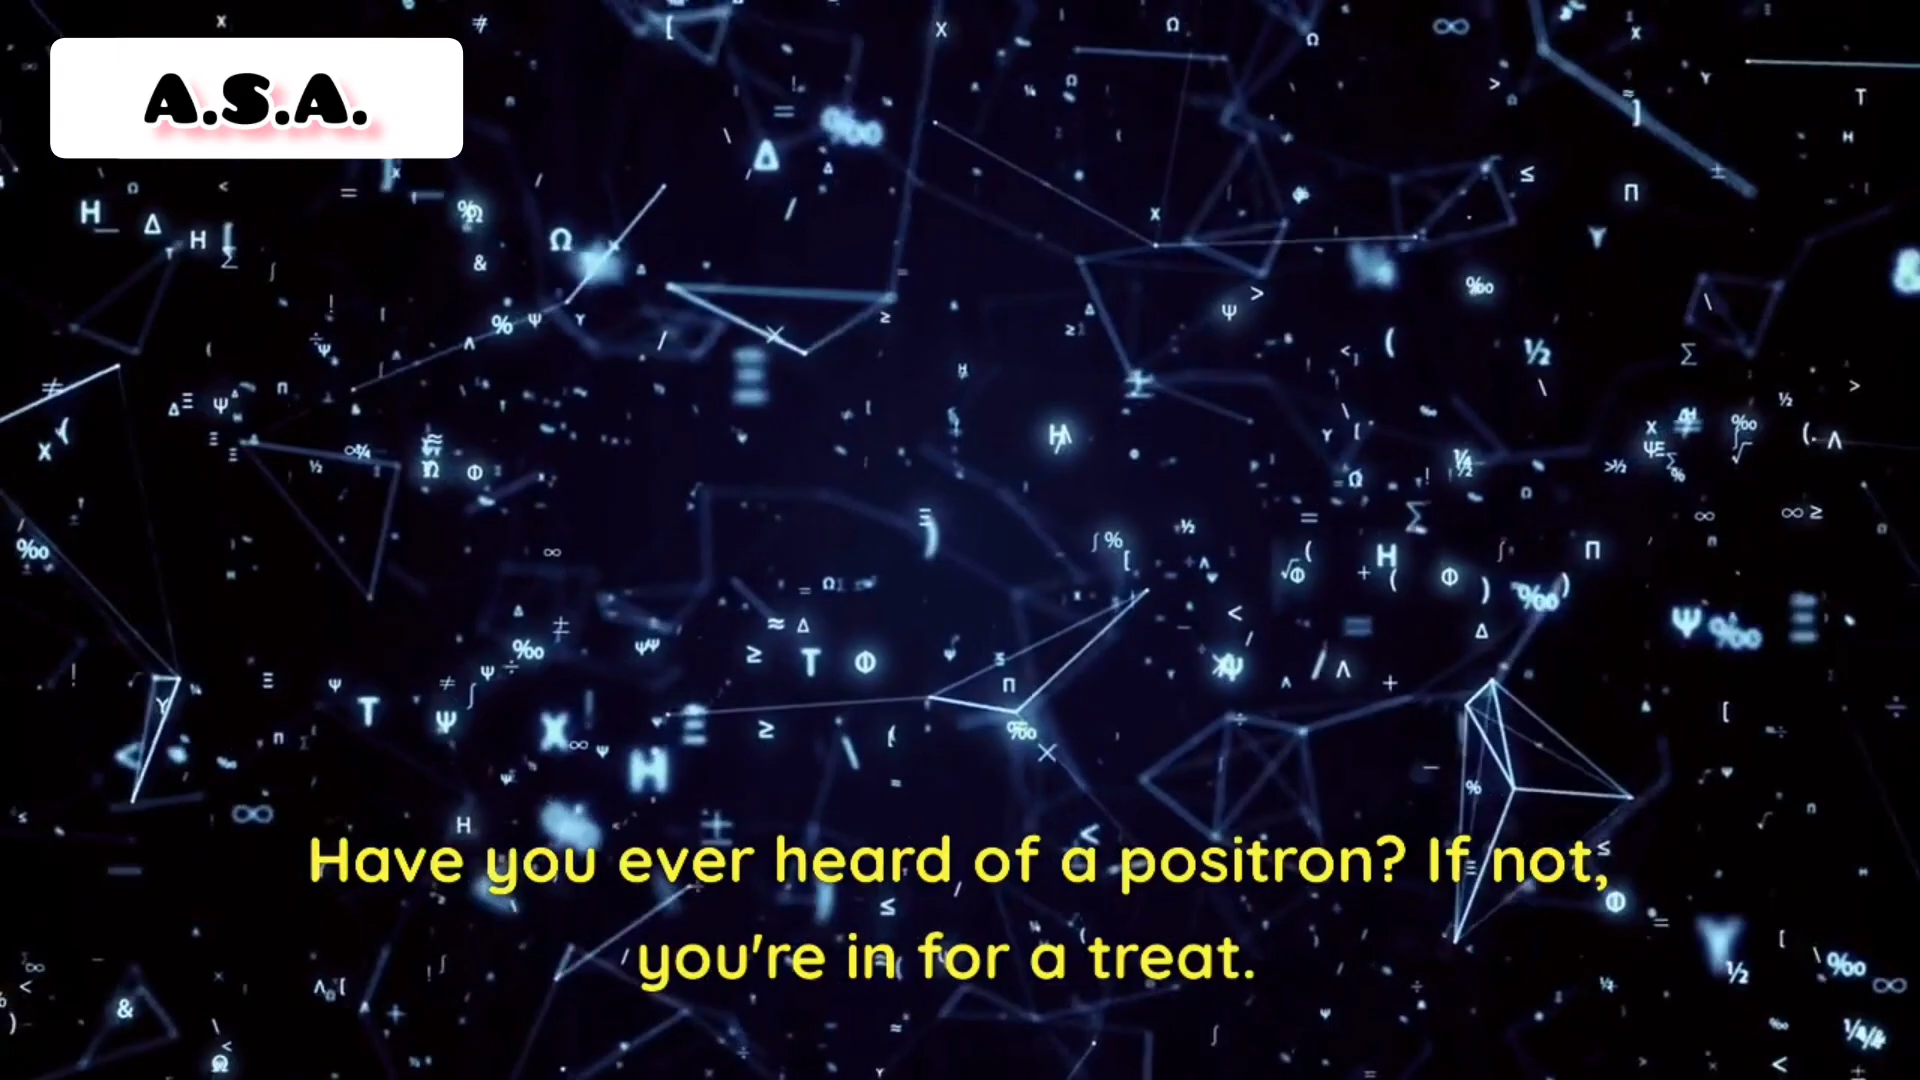 A.S.A.
Have you ever heard of a positron? If not,
you're in for a treat.